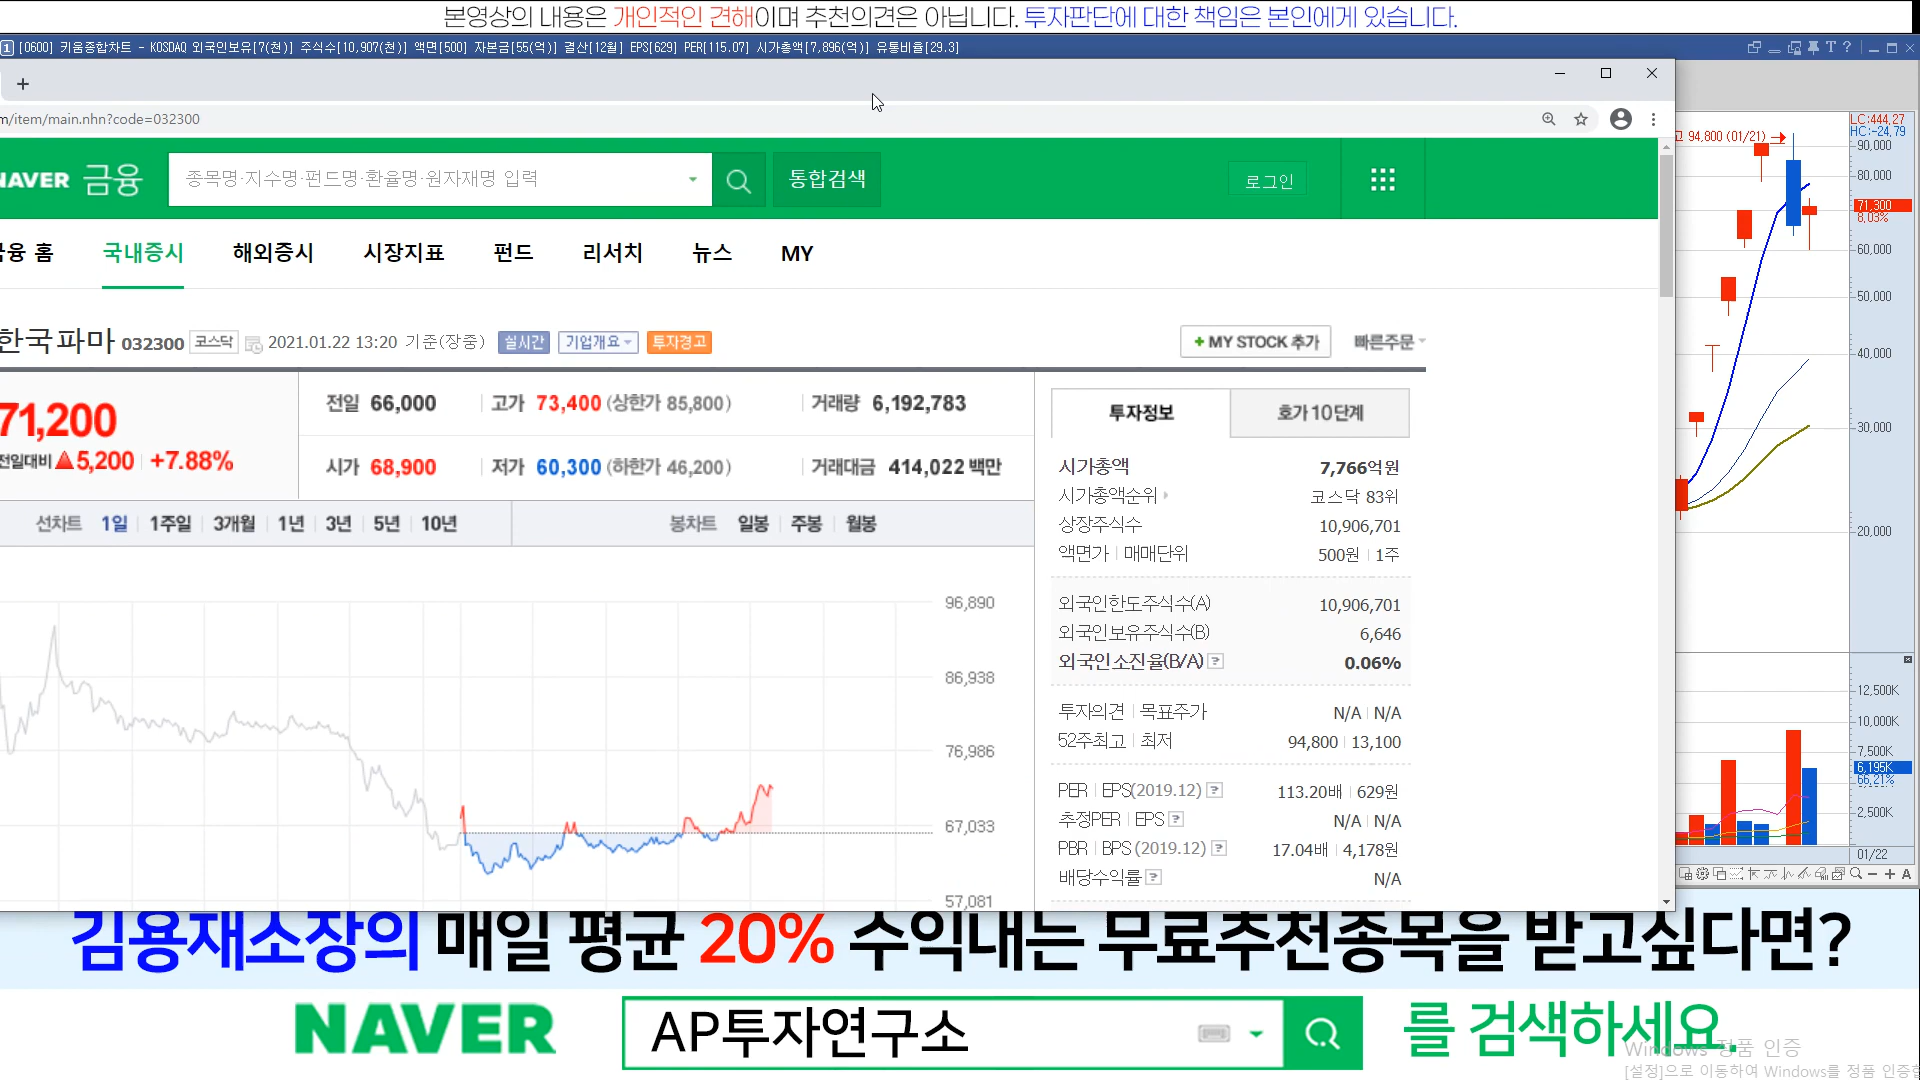 본영상의 내용은 개인적인 견해이며 추천의견은 아닙니다. 투자판단에 대한 책임은 본인에게 있습니다.
1 [0600] 키움종합차트 - KOSDAQ 외국인보유[7(천)] 주식수[10,907(천)] 액면[500] 자본금[55(억)] 결산[12월] EPS[629] PER[115.07] 시가총액[7,896(억)] 유통비율[29.3]
m/item/main.nhn?code=032300
NAVER 금융 종목명·지수명·펀드명·환율명·원자재명 입력 통합검색 로그인
금융 홈 국내증시 해외증시 시장지표 펀드 리서치 뉴스 MY
한국파마 032300 코스닥 2021.01.22 13:20 기준(장중) 실시간 기업개요 투자경고 + MY STOCK 추가 빠른주문
71,200
전일대비 ▲5,200 +7.88%
전일 66,000 고가 73,400 (상한가 85,800) 거래량 6,192,783
시가 68,900 저가 60,300 (하한가 46,200) 거래대금 414,022 백만
선차트 1일 1주일 3개월 1년 3년 5년 10년 봉차트 일봉 주봉 월봉
96,890
86,938
76,986
67,033
57,081
투자정보 호가10단계
시가총액 7,766억원
시가총액순위 코스닥 83위
상장주식수 10,906,701
액면가 매매단위 500원 1주
외국인한도주식수(A) 10,906,701
외국인보유주식수(B) 6,646
외국인소진율(B/A) ? 0.06%
투자의견 목표주가 N/A N/A
52주최고 최저 94,800 13,100
PER EPS(2019.12) ? 113.20배 629원
추정PER EPS ? N/A N/A
PBR BPS (2019.12) ? 17.04배 4,178원
배당수익률 ? N/A
고 94,800 (01/21)
LC:444,27
HC:-24,79
90,000
80,000
71,300
8,03%
60,000
50,000
40,000
30,000
20,000
12,500K
10,000K
7,500K
6,195K
66,21%
2,500K
01/22
김용재소장의 매일 평균 20% 수익내는 무료추천종목을 받고싶다면?
NAVER AP투자연구소 를 검색하세요.
Windows 정품 인증
[설정]으로 이동하여 Windows를 정품 인증